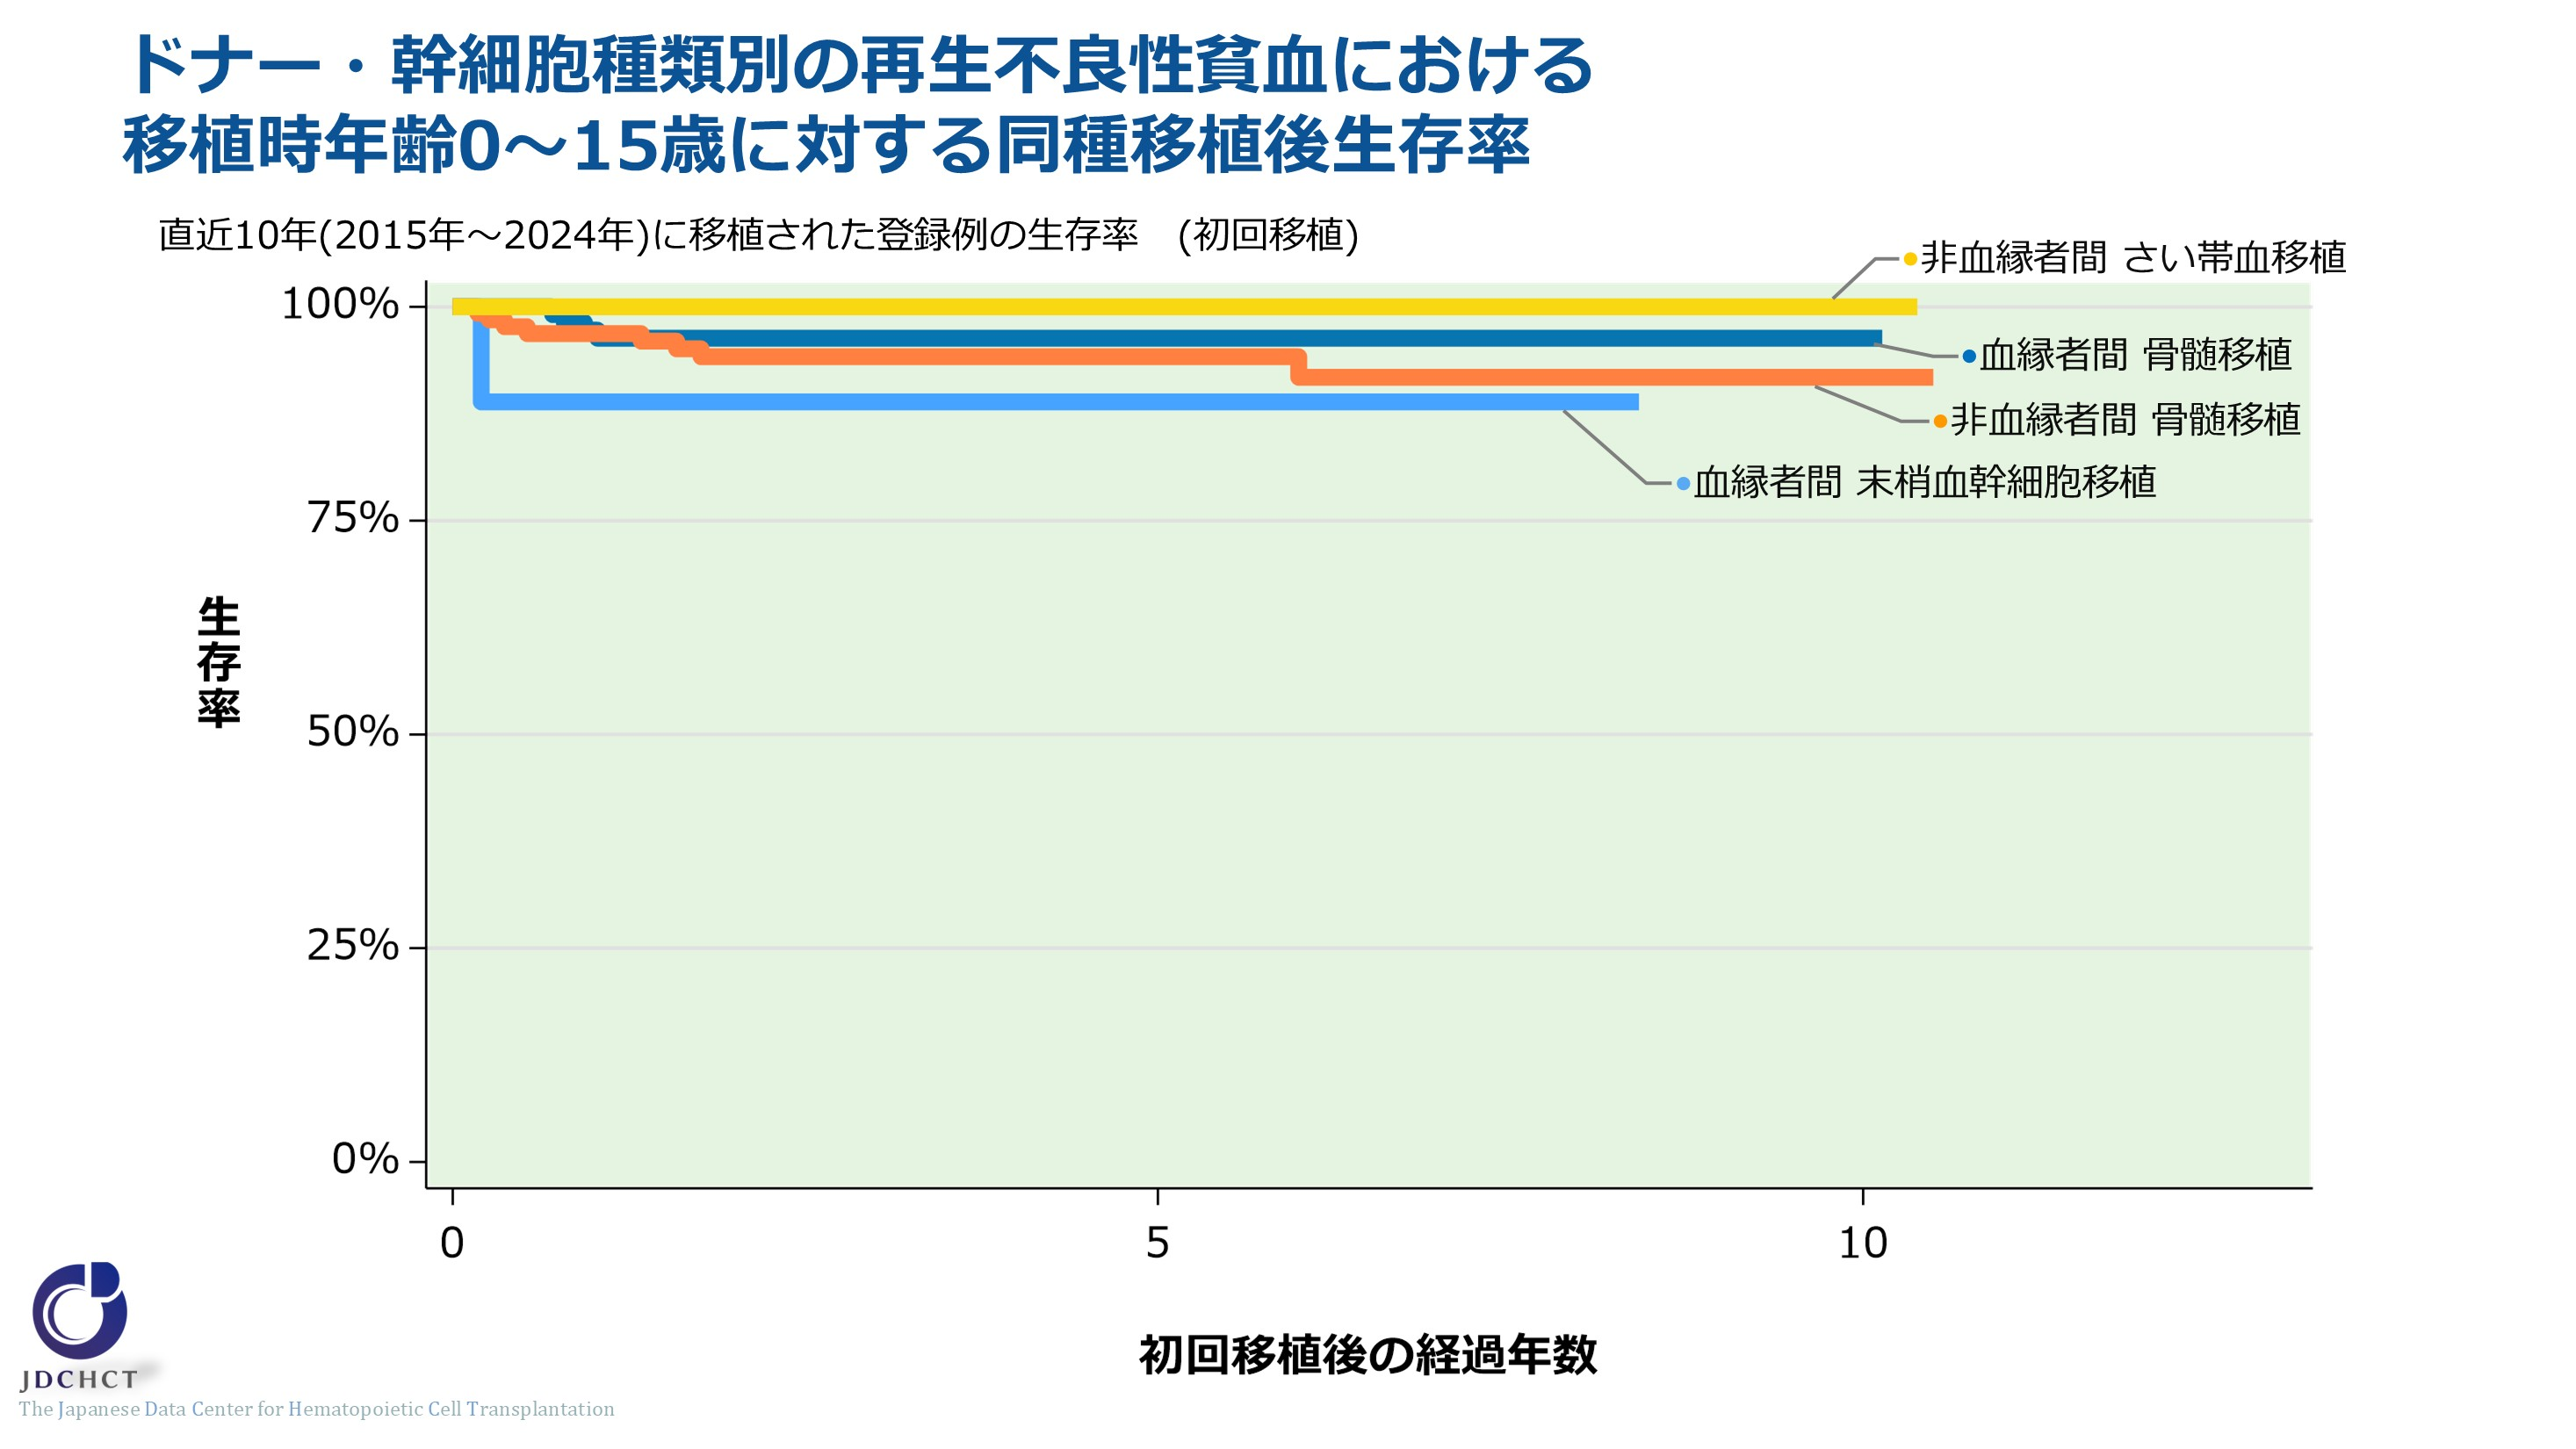 ドナー・幹細胞種類別の再生不良性貧血における
移植時年齢0～15歳に対する同種移植後生存率
直近10年(2015年～2024年)に移植された登録例の生存率　(初回移植)
非血縁者間 さい帯血移植
血縁者間 骨髄移植
非血縁者間 骨髄移植
血縁者間 末梢血幹細胞移植
100%
75%
50%
25%
0%
生存率
0
5
10
初回移植後の経過年数
JDCHCT
The Japanese Data Center for Hematopoietic Cell Transplantation